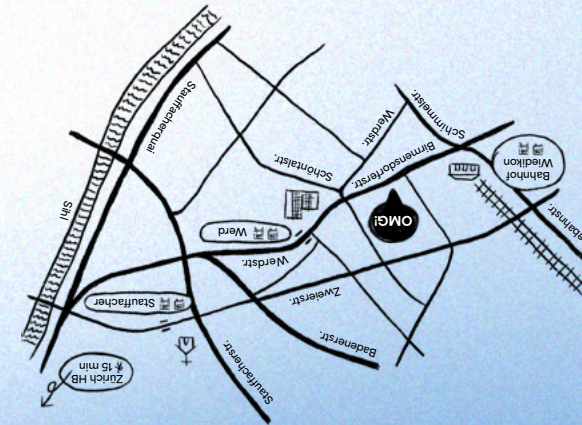 Zürich HB
15 min
Stauffacherstr.
Badenerstr.
Zweierstr.
Stauffacher
Werdstr.
Werd
OMG!
Sihl
Schöntalstr.
Birmensdorferstr.
Bahnhof
Wiedikon
Werdstr.
Schimmelstr.
Stauffacherquai